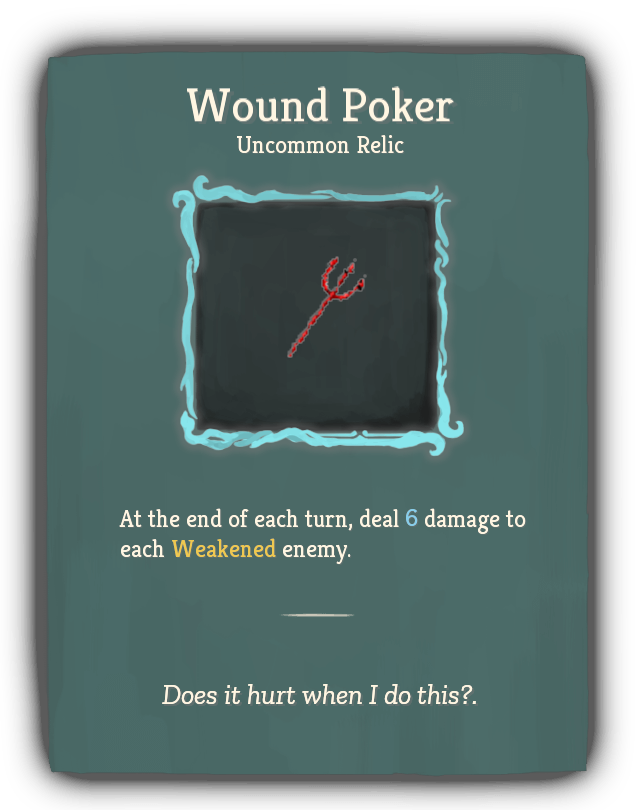 Wound Poker
Uncommon Relic
At the end of each turn, deal 6 damage to
each Weakened enemy.
Does it hurt when I do this?.